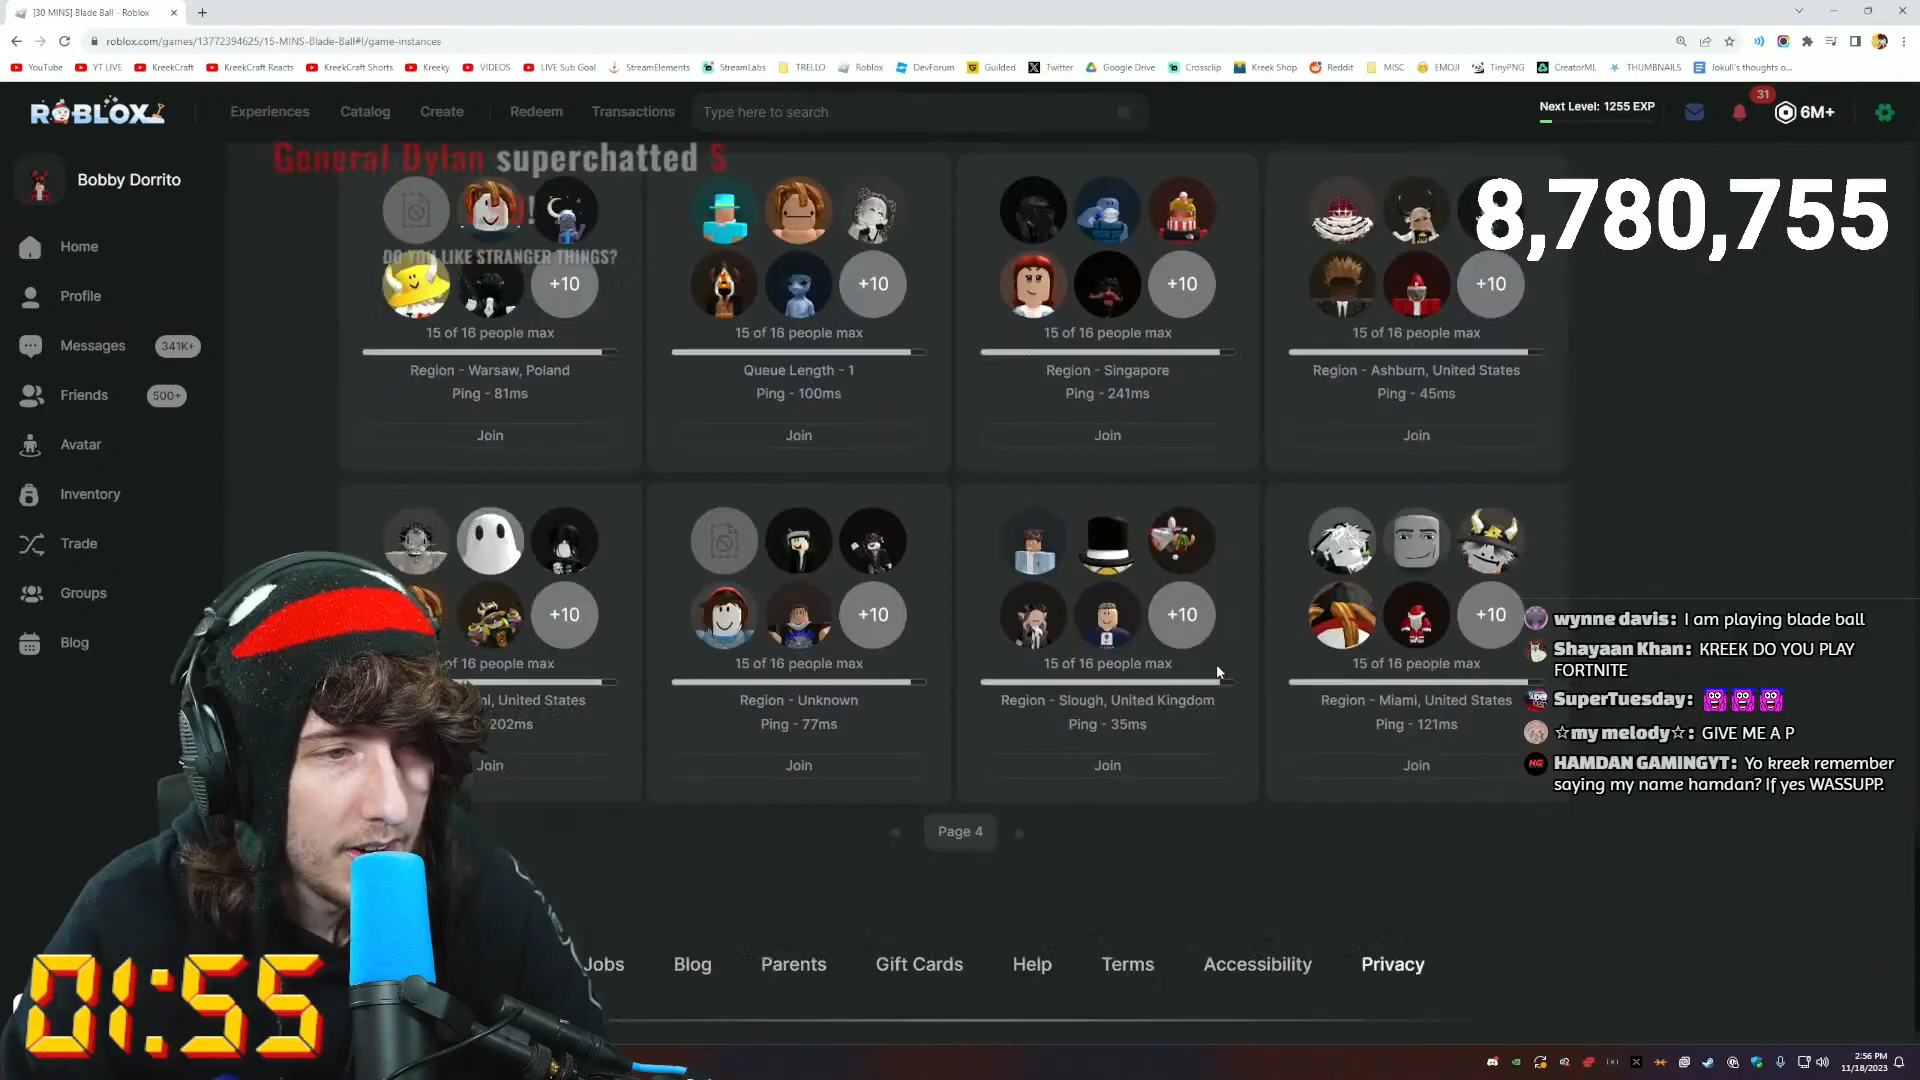 [30 MINS] Blade Ball - Roblox
roblox.com/games/13772394625/15-MINS-Blade-Ball#!/game-instances
YouTube YT LIVE KreekCraft KreekCraft Reacts KreekCraft Shorts Kreeky VIDEOS LIVE Sub Goal StreamElements StreamLabs TRELLO Roblox DevForum Guilded Twitter Google Drive Crossclip Kreek Shop Reddit MISC EMOJI TinyPNG CreatorML THUMBNAILS Jokull's thoughts o...
ROBLOX Experiences Catalog Create Redeem Transactions Type here to search Next Level: 1255 EXP 31 6M+
General Dylan superchatted $
!
DO YOU LIKE STRANGER THINGS?
8,780,755
Bobby Dorrito
Home
Profile
Messages 341K+
Friends 500+
Avatar
Inventory
Trade
Groups
Blog
+10 +10 +10 +10
15 of 16 people max 15 of 16 people max 15 of 16 people max 15 of 16 people max
Region - Warsaw, Poland Queue Length - 1 Region - Singapore Region - Ashburn, United States
Ping - 81ms Ping - 100ms Ping - 241ms Ping - 45ms
Join Join Join Join
+10 +10 +10 +10
of 16 people max 15 of 16 people max 15 of 16 people max 15 of 16 people max
United States Region - Unknown Region - Slough, United Kingdom Region - Miami, United States
202ms Ping - 77ms Ping - 35ms Ping - 121ms
Join Join Join Join
wynne davis: I am playing blade ball
Shayaan Khan: KREEK DO YOU PLAY
FORTNITE
SuperTuesday:
☆my melody☆: GIVE ME A P
HG HAMDAN GAMINGYT: Yo kreek remember
saying my name hamdan? If yes WASSUPP.
Page 4
Jobs Blog Parents Gift Cards Help Terms Accessibility Privacy
01:55
2:56 PM
11/18/2023